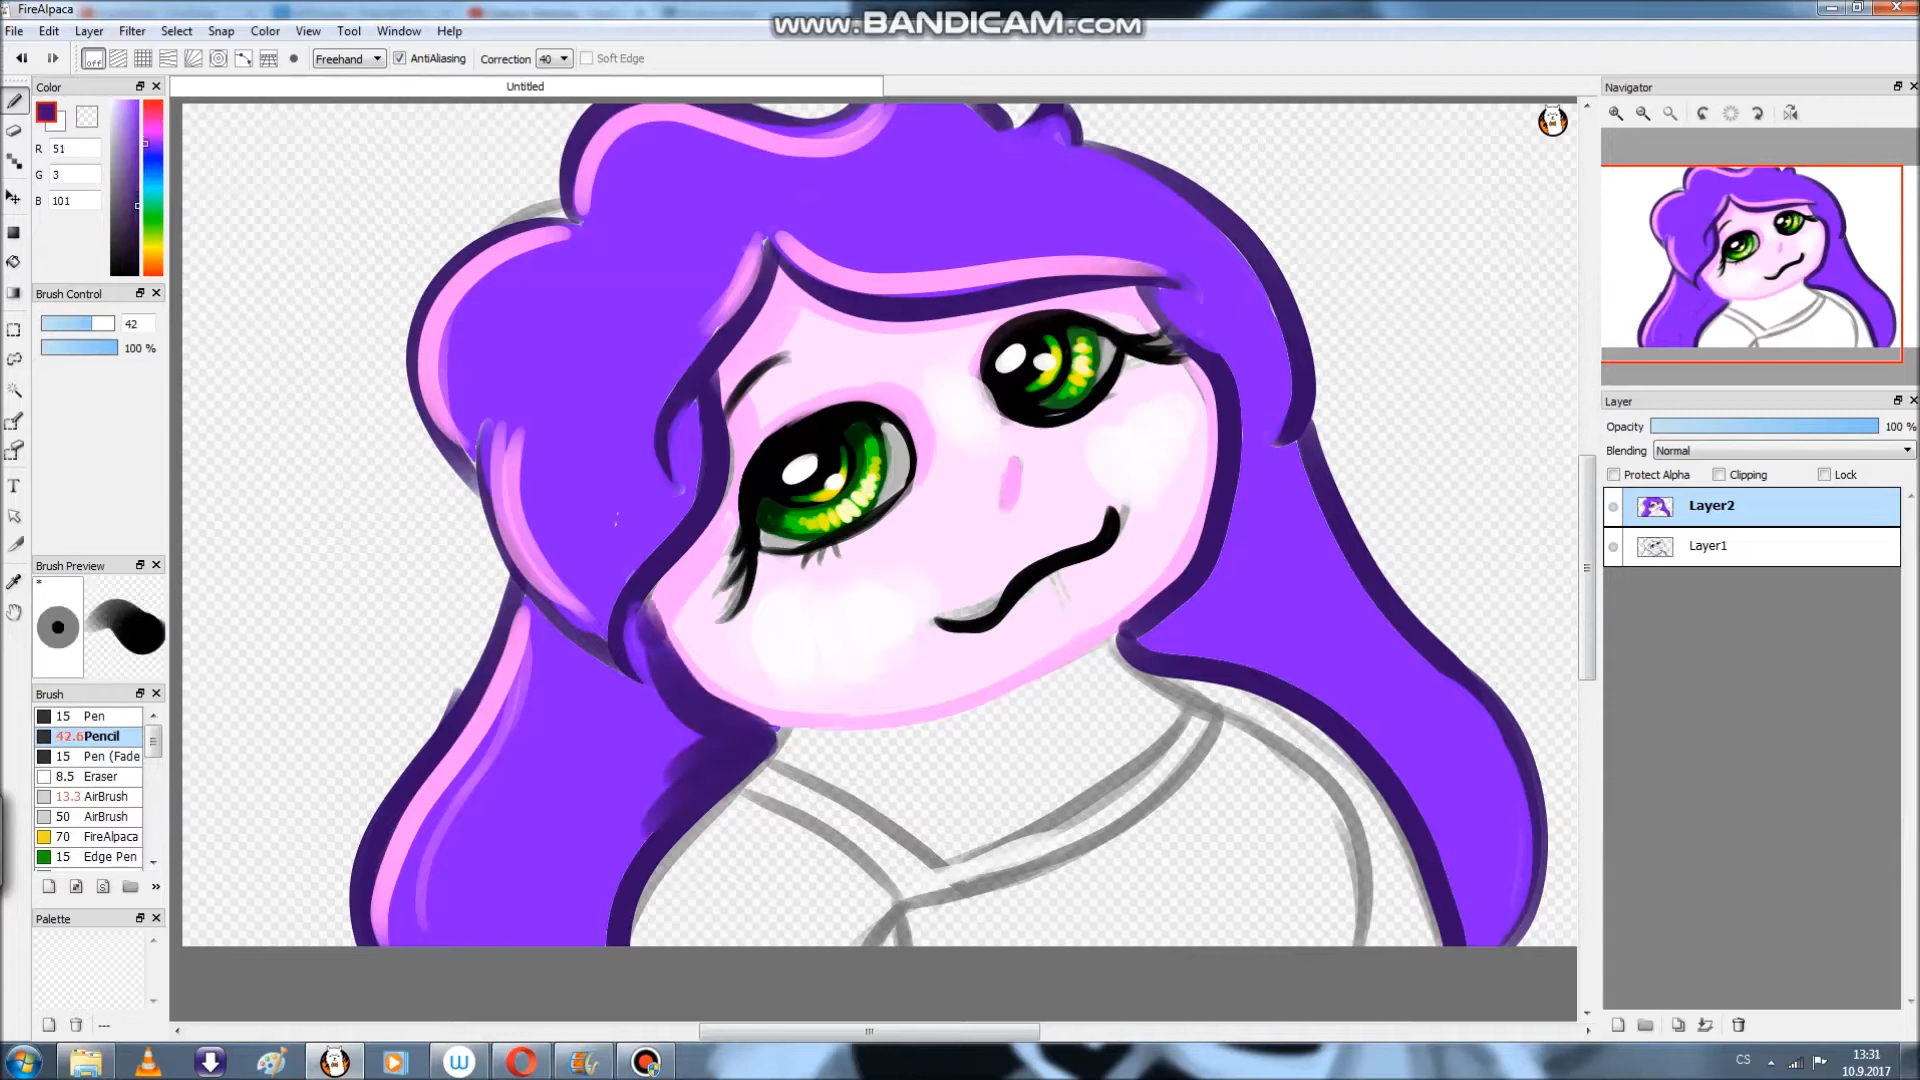 FireAlpaca
www.BANDICAM.com
File Edit Layer Filter Select Snap Color View Tool Window Help
off Freehand AntiAliasing Correction 40 Soft Edge
Color
Untitled
Navigator
R 51
G 3
B 101
Brush Control
42
100 %
Layer
Opacity 100 %
Blending Normal
Protect Alpha Clipping Lock
Layer2
Layer1
Brush Preview
*
Brush
15 Pen
42.6 Pencil
15 Pen (Fade
8.5 Eraser
13.3 AirBrush
50 AirBrush
70 FireAlpaca
15 Edge Pen
Palette
---
CS
13:31
10.9.2017